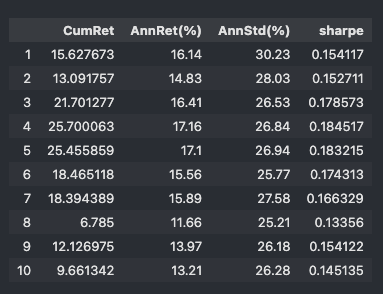 CumRet AnnRet(%) AnnStd(%) sharpe
1 15.627673 16.14 30.23 0.154117
2 13.091757 14.83 28.03 0.152711
3 21.701277 16.41 26.53 0.178573
4 25.700063 17.16 26.84 0.184517
5 25.455859 17.1 26.94 0.183215
6 18.465118 15.56 25.77 0.174313
7 18.394389 15.89 27.58 0.166329
8 6.785 11.66 25.21 0.13356
9 12.126975 13.97 26.18 0.154122
10 9.661342 13.21 26.28 0.145135